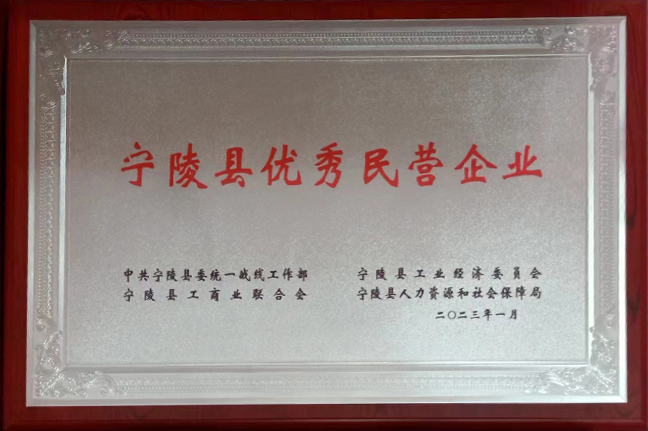 宁陵县优秀民营企业
中共宁陵县委统一战线工作部 宁陵县工业经济委员会
宁陵县工商业联合会 宁陵县人力资源和社会保障局
二〇二三年一月